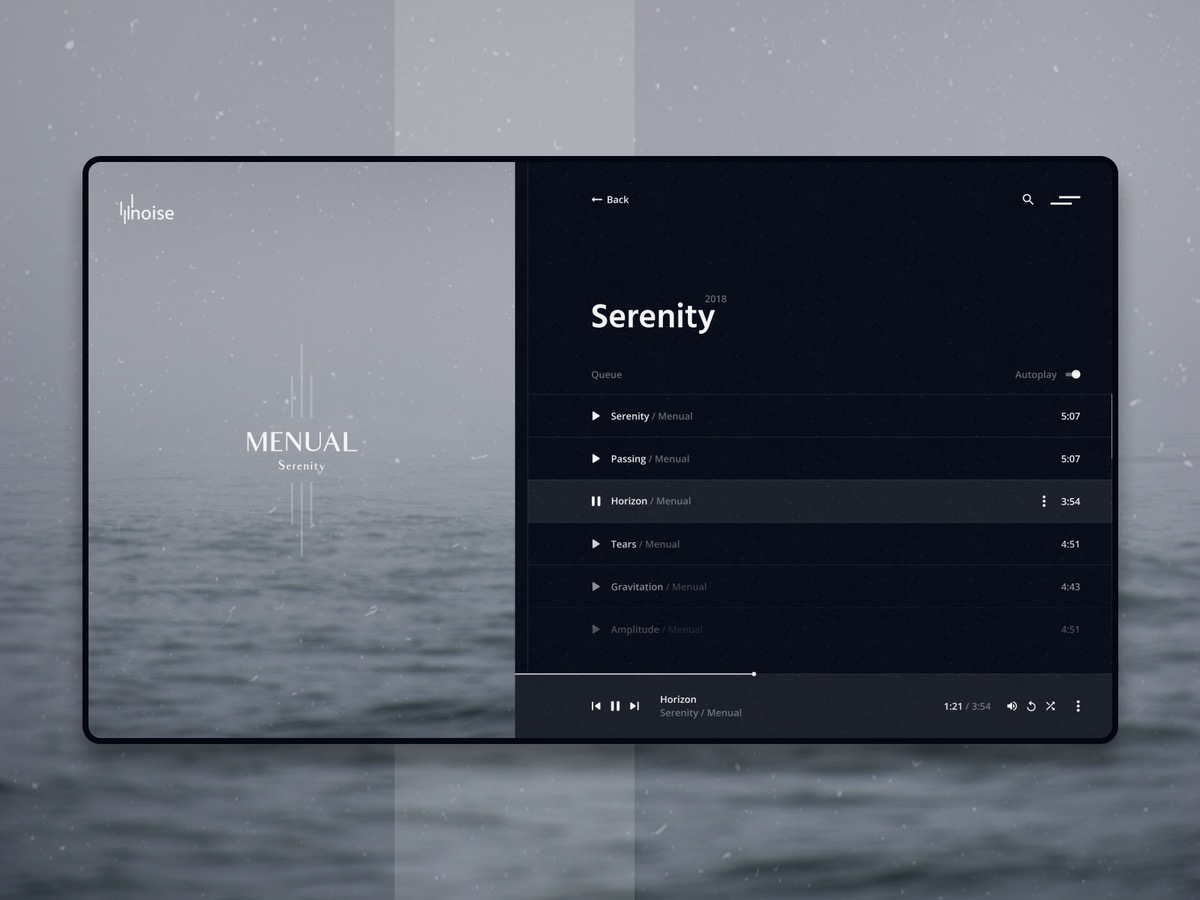 noise
MENUAL
Serenity
Back
2018
Serenity
Queue
Autoplay
Serenity / Menual 5:07
Passing / Menual 5:07
Horizon / Menual 3:54
Tears / Menual 4:51
Gravitation / Menual 4:43
Amplitude / Menual 4:51
Horizon
Serenity / Menual
1:21 / 3:54